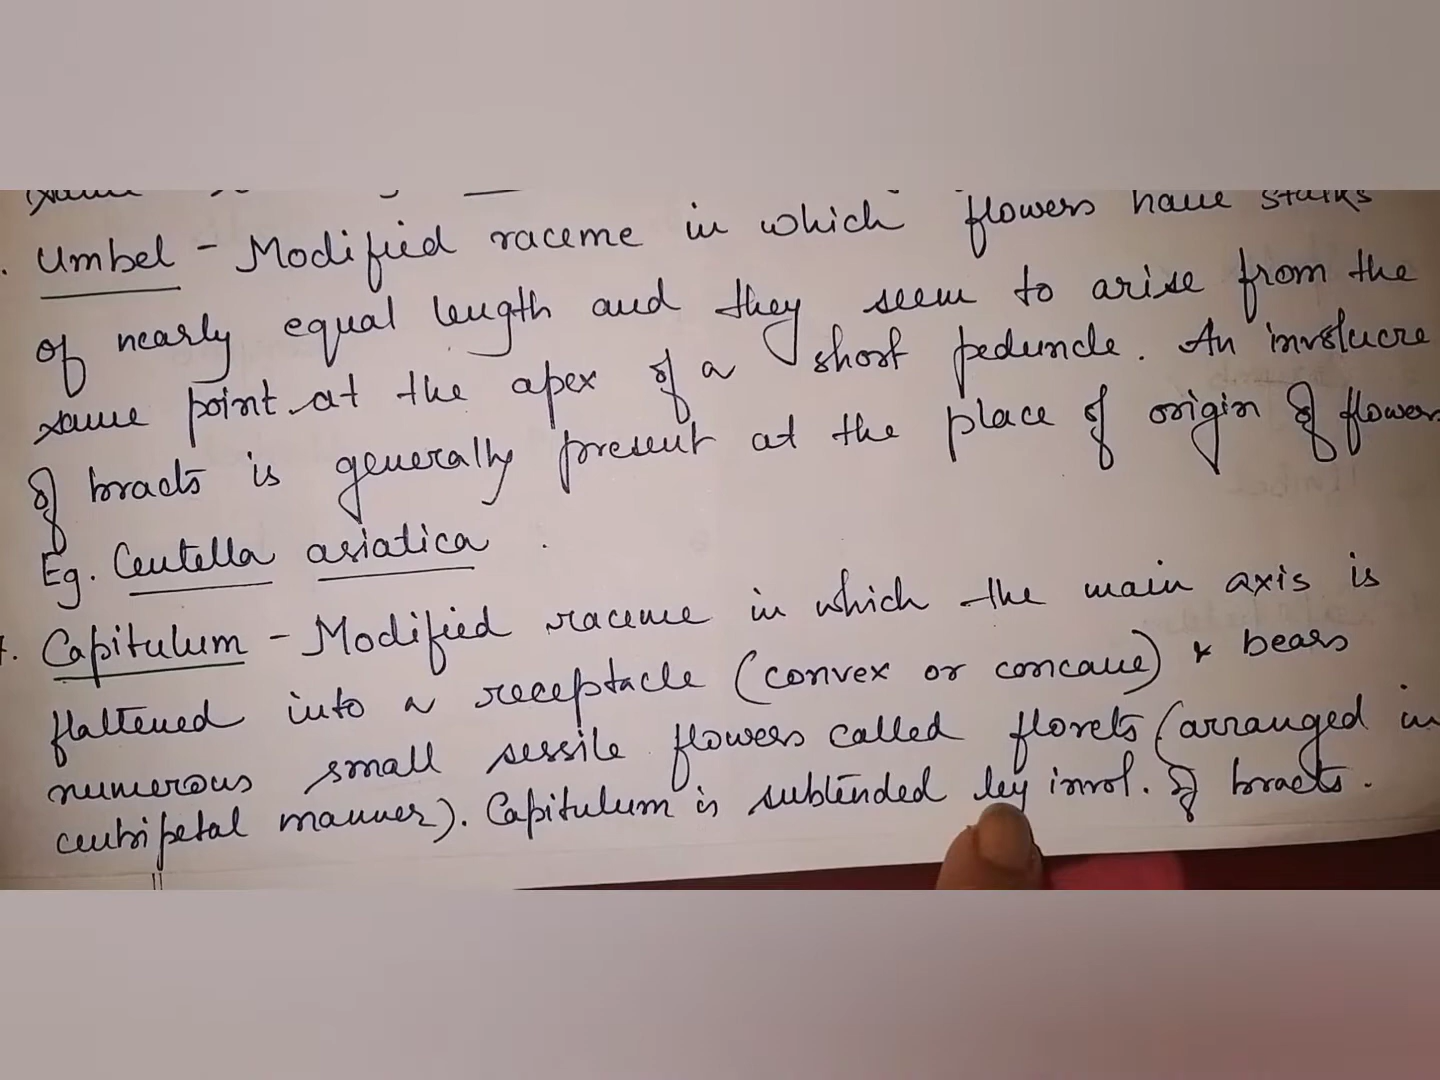 same
. Umbel - Modified raceme in which flowers have stalks
of nearly equal length and they seem to arise from the
same point at the apex of a short peduncle. An involucre
of bracts is generally present at the place of origin of flowers
Eg. Centella asiatica.
7. Capitulum - Modified raceme in which the main axis is
flattened into a receptacle (convex or concave) & bears
numerous small sessile flowers called florets (arranged in
centripetal manner). Capitulum is subtended by invol. of bracts.